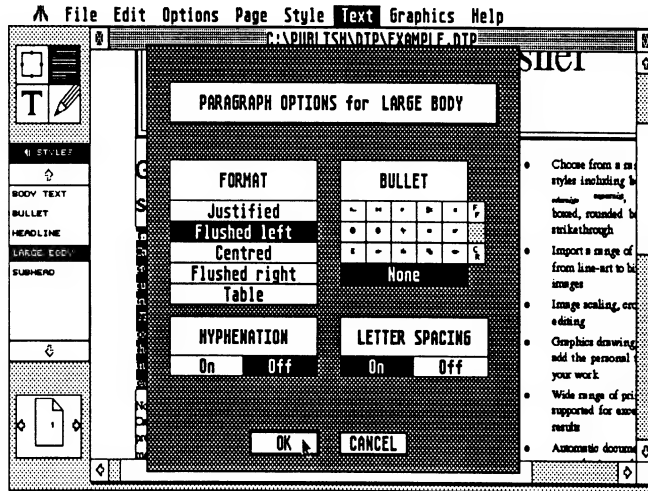 File Edit Options Page Style Text Graphics Help
C:\PUBLISH\DTP\EXAMPLE.DTP
sher
T
¶ STYLES
BODY TEXT
BULLET
HEADLINE
LARGE BODY
SUBHEAD
1
PARAGRAPH OPTIONS for LARGE BODY
FORMAT
Justified
Flushed left
Centred
Flushed right
Table
BULLET
None
HYPHENATION
On Off
LETTER SPACING
On Off
OK CANCEL
• Choose from a
styles including
boxed, rounded
strikethrough
• Import a range of
from line-art to
images
• Image scaling,
editing
• Graphics drawing,
add the personal
your work
• Wide range of
supported for
results
• Automatic